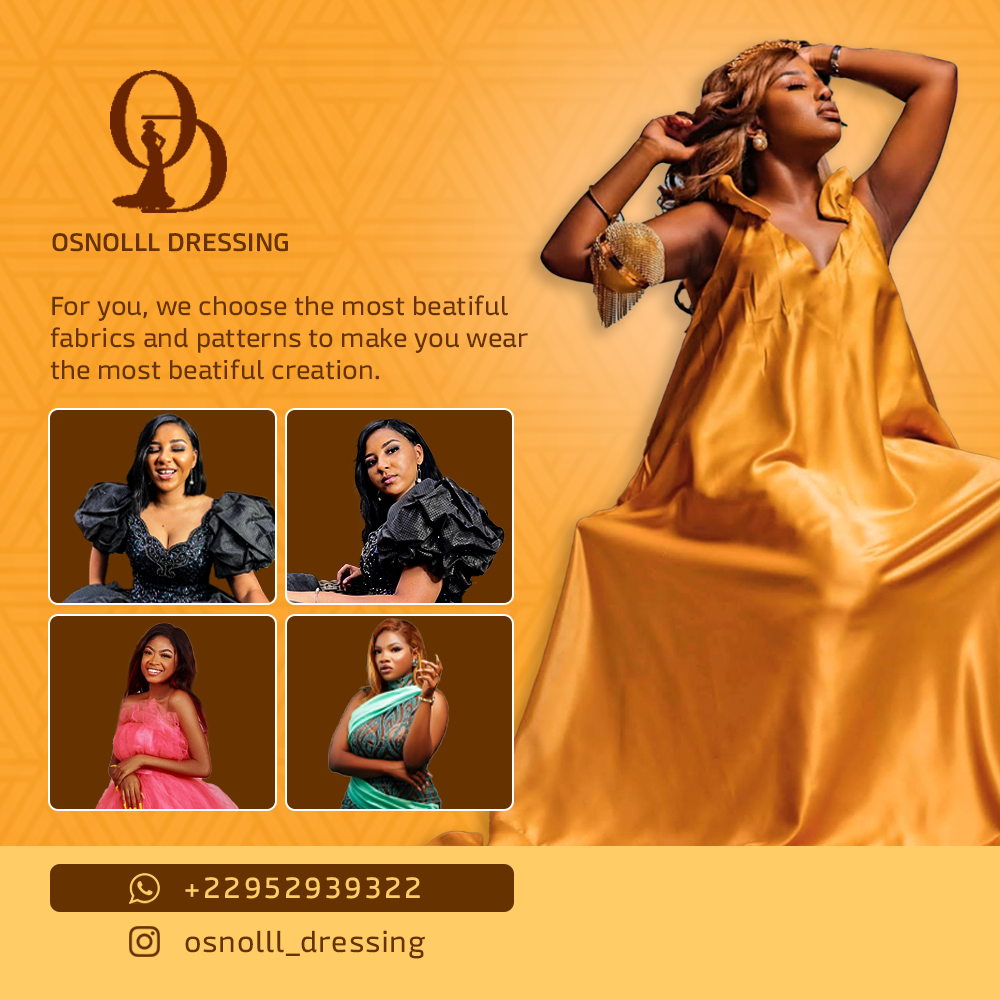 OD
OSNOLLL DRESSING
For you, we choose the most beatiful
fabrics and patterns to make you wear
the most beatiful creation.
+22952939322
osnolll_dressing